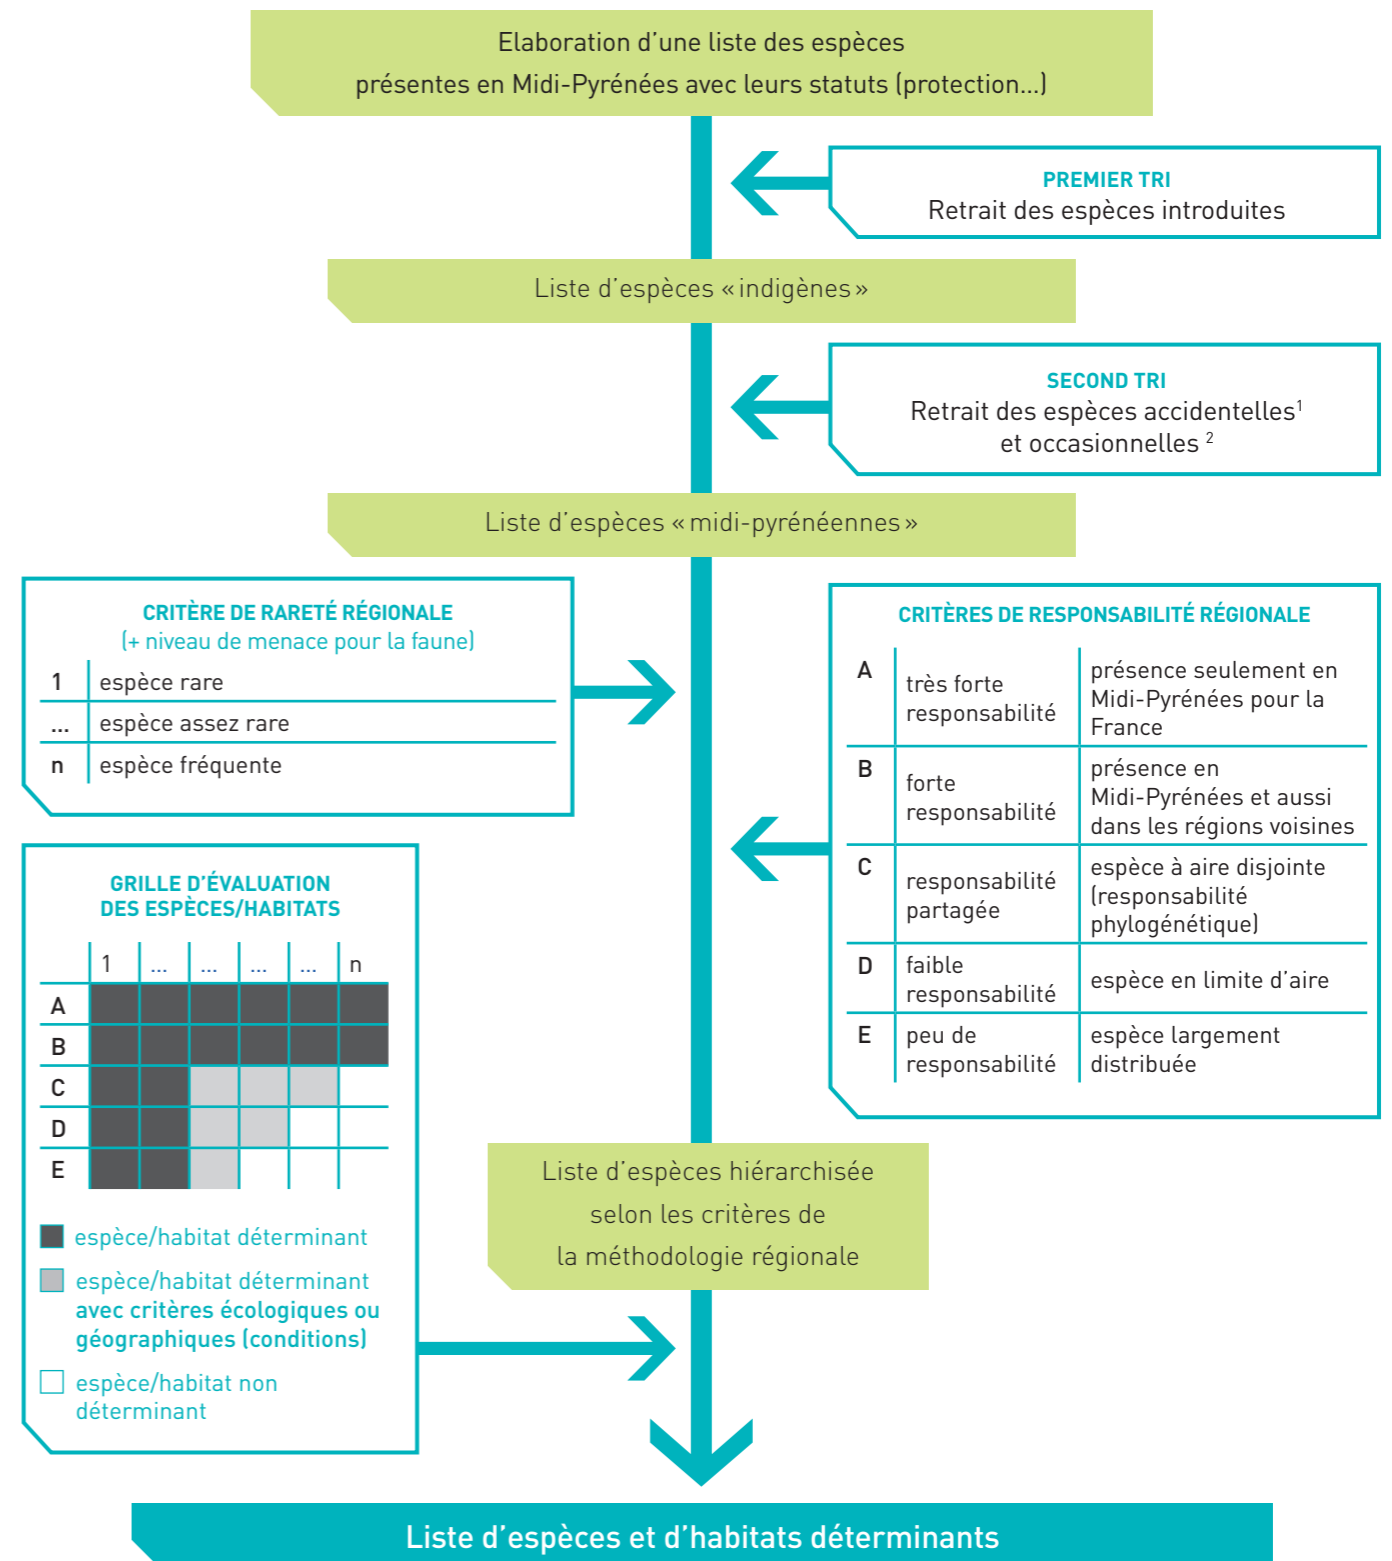 Elaboration d’une liste des espèces
présentes en Midi-Pyrénées avec leurs statuts (protection...)
PREMIER TRI
Retrait des espèces introduites
Liste d’espèces «indigènes»
SECOND TRI
Retrait des espèces accidentelles1
et occasionnelles 2
Liste d’espèces «midi-pyrénéennes»
CRITÈRE DE RARETÉ RÉGIONALE
(+ niveau de menace pour la faune)
1 espèce rare
... espèce assez rare
n espèce fréquente
CRITÈRES DE RESPONSABILITÉ RÉGIONALE
A
très forte
responsabilité
présence seulement en
Midi-Pyrénées pour la
France
B
forte
responsabilité
présence en
Midi-Pyrénées et aussi
dans les régions voisines
C
responsabilité
partagée
espèce à aire disjointe
(responsabilité
phylogénétique)
D
faible
responsabilité
espèce en limite d’aire
E
peu de
responsabilité
espèce largement
distribuée
GRILLE D’ÉVALUATION
DES ESPÈCES/HABITATS
1 ... ... ... ... n
A
B
C
D
E
espèce/habitat déterminant
espèce/habitat déterminant
avec critères écologiques ou
géographiques (conditions)
espèce/habitat non
déterminant
Liste d’espèces hiérarchisée
selon les critères de
la méthodologie régionale
Liste d’espèces et d’habitats déterminants